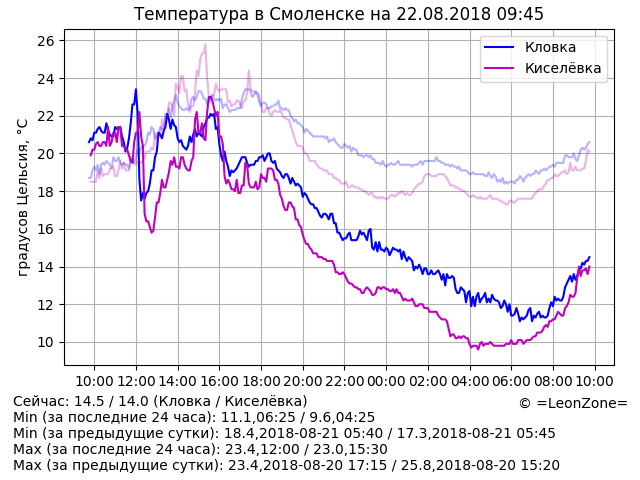 Температура в Смоленске на 22.08.2018 09:45
Кловка
Киселёвка
градусов Цельсия, °C
26
24
22
20
18
16
14
12
10
10:00 12:00 14:00 16:00 18:00 20:00 22:00 00:00 02:00 04:00 06:00 08:00 10:00
Сейчас: 14.5 / 14.0 (Кловка / Киселёвка)
© =LeonZone=
Min (за последние 24 часа): 11.1,06:25 / 9.6,04:25
Min (за предыдущие сутки): 18.4,2018-08-21 05:40 / 17.3,2018-08-21 05:45
Max (за последние 24 часа): 23.4,12:00 / 23.0,15:30
Max (за предыдущие сутки): 23.4,2018-08-20 17:15 / 25.8,2018-08-20 15:20